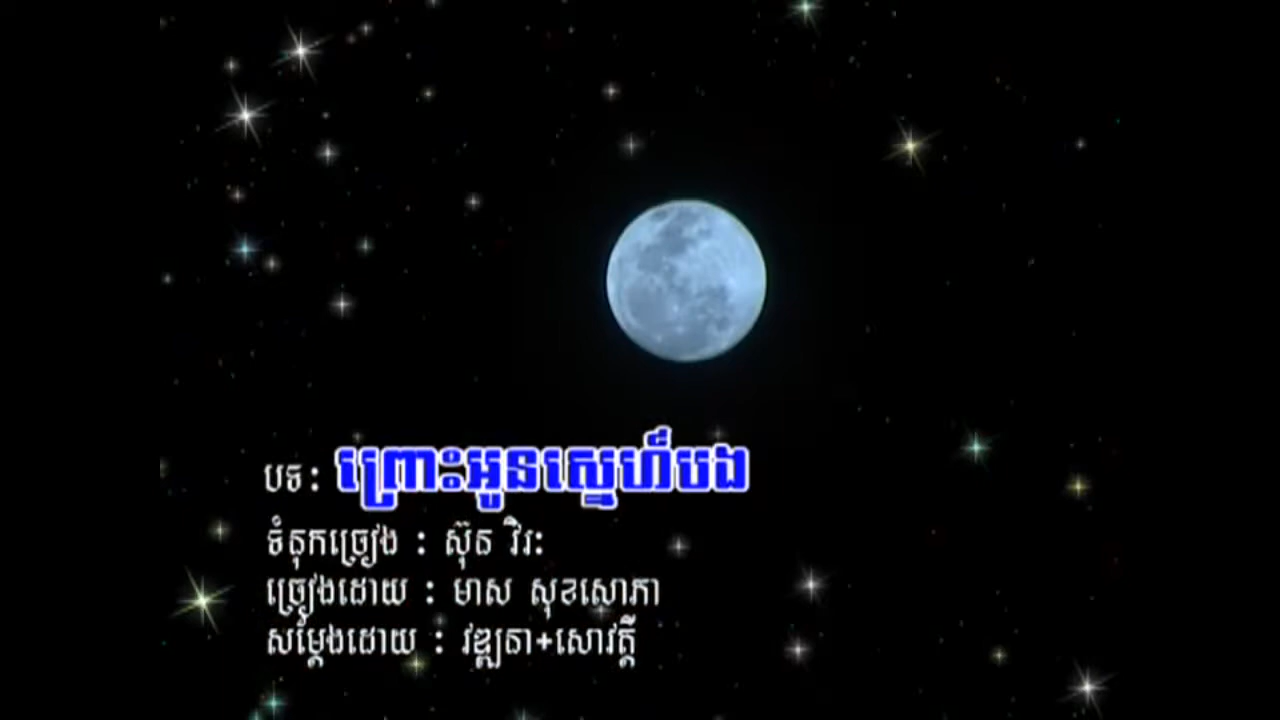 បទ: ព្រោះអូនស្នេហ៍បង
ទំនុកច្រៀង : ស៊ុន វិរៈ
ច្រៀងដោយ : មាស សុខសោភា
សម្ដែងដោយ : វឌ្ឍនា+សោវត្តី